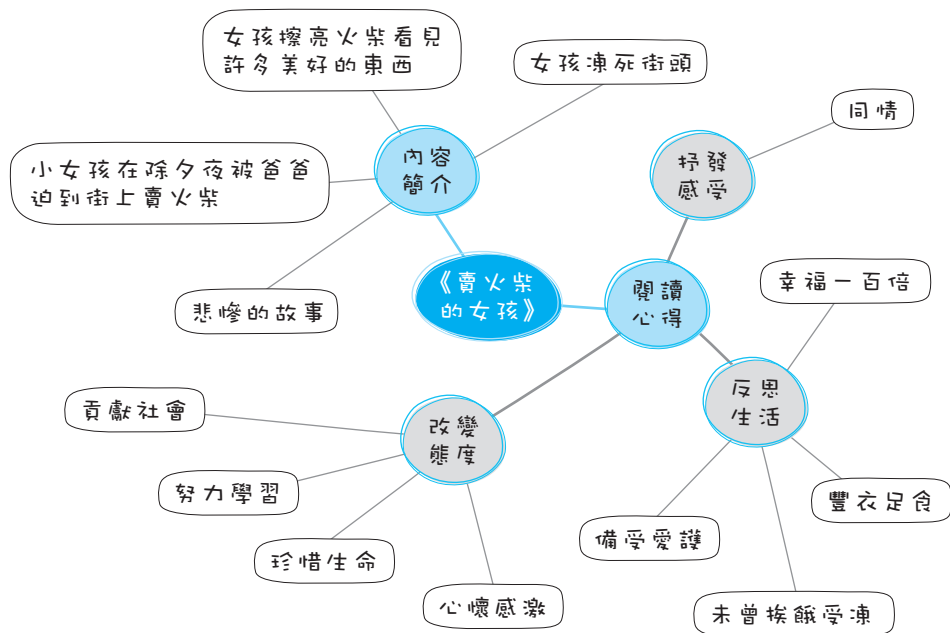 女孩擦亮火柴看見
許多美好的東西
女孩凍死街頭
同情
內容
簡介
抒發
感受
小女孩在除夕夜被爸爸
迫到街上賣火柴
《賣火柴
的女孩》
閱讀
心得
幸福一百倍
悲慘的故事
反思
生活
貢獻社會
改變
態度
努力學習
豐衣足食
備受愛護
珍惜生命
心懷感激
未曾挨餓受凍